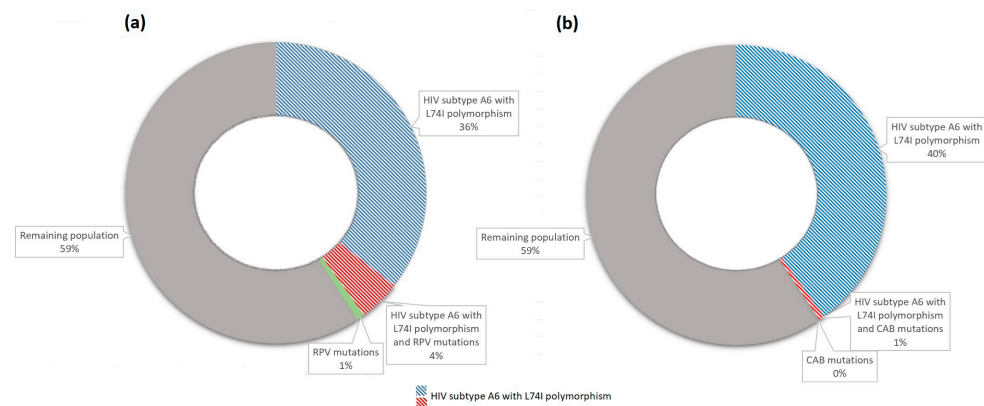 (a)
HIV subtype A6 with
L74I polymorphism
36%
Remaining population
59%
HIV subtype A6 with
L74I polymorphism
and RPV mutations
4%
RPV mutations
1%
(b)
HIV subtype A6 with
L74I polymorphism
40%
Remaining population
59%
HIV subtype A6 with
L74I polymorphism
and CAB mutations
1%
CAB mutations
0%
HIV subtype A6 with L74I polymorphism